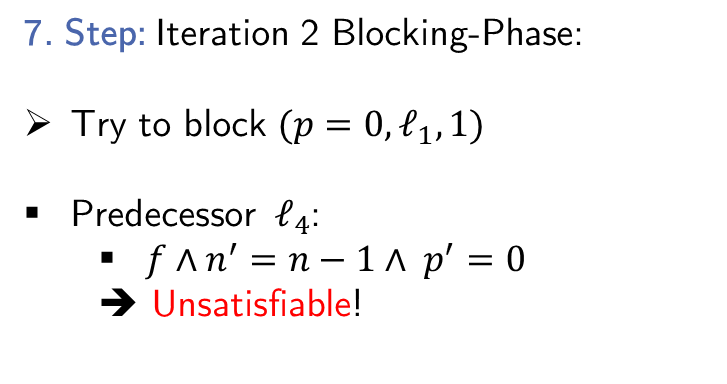 7. Step: Iteration 2 Blocking-Phase:
➤ Try to block (p = 0, ℓ₁, 1)
▪ Predecessor ℓ₄:
▪ f ∧ n′ = n − 1 ∧ p′ = 0
➔ Unsatisfiable!